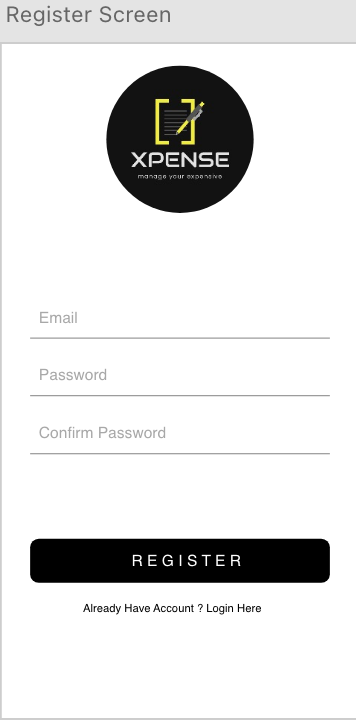 Register Screen
XPENSE
manage your expensive
Email
Password
Confirm Password
REGISTER
Already Have Account ? Login Here